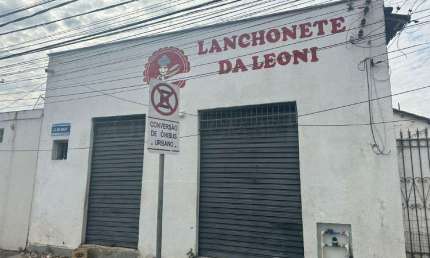 LANCHONETE
DA LEONI
CONVERSÃO
DE ÔNIBUS
URBANO